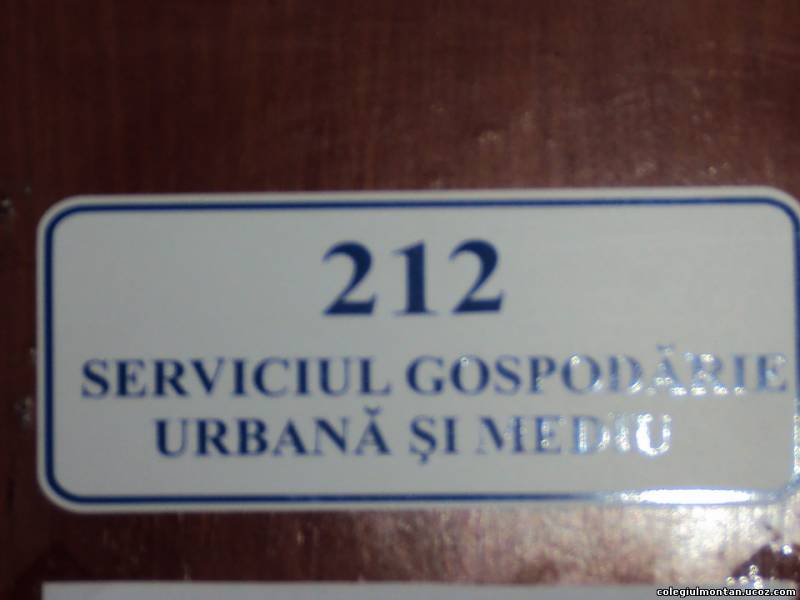 212
SERVICIUL GOSPODĂRIE
URBANĂ ŞI MEDIU
colegiulmontan.ucoz.com